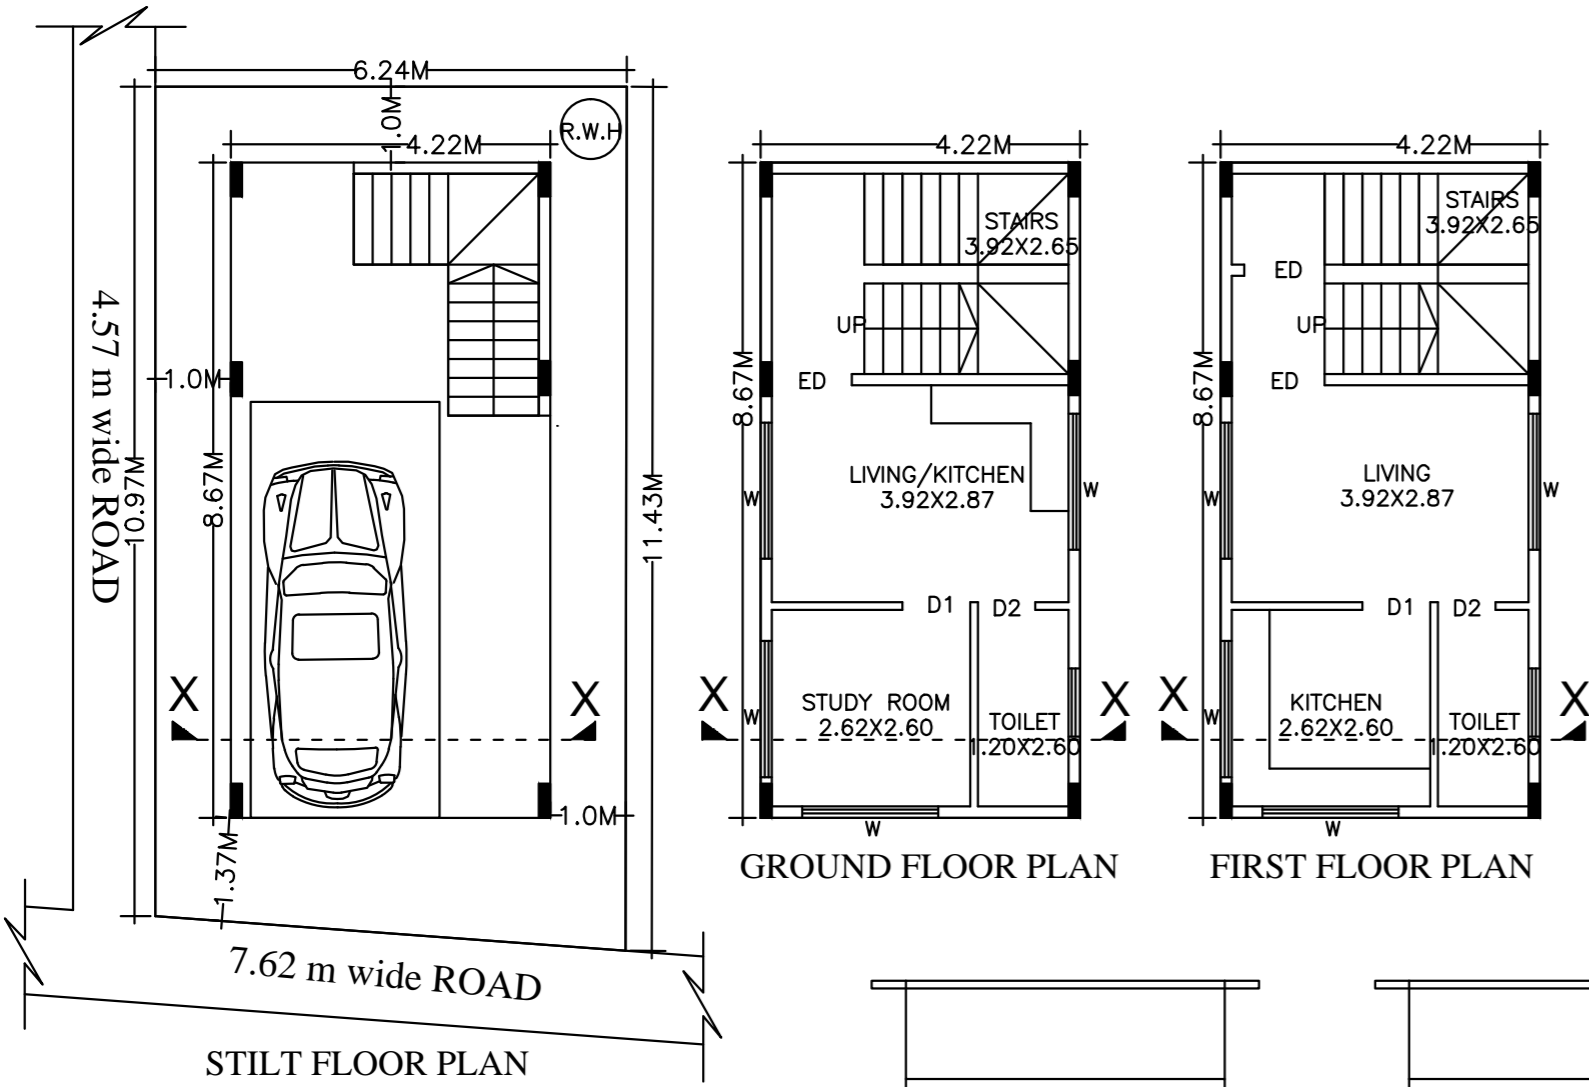 6.24M
1.0M
4.22M
R.W.H
4.57 m wide ROAD
10.97M
1.0M
8.67M
11.43M
X
X
1.0M
1.37M
7.62 m wide ROAD
STILT FLOOR PLAN
4.22M
STAIRS
3.92X2.65
UP
8.67M
ED
LIVING/KITCHEN
3.92X2.87
W
W
D1
D2
X
STUDY ROOM
2.62X2.60
W
TOILET
1.20X2.60
X
W
GROUND FLOOR PLAN
4.22M
STAIRS
3.92X2.65
ED
UP
8.67M
ED
LIVING
3.92X2.87
W
W
D1
D2
X
KITCHEN
2.62X2.60
W
TOILET
1.20X2.60
X
W
FIRST FLOOR PLAN